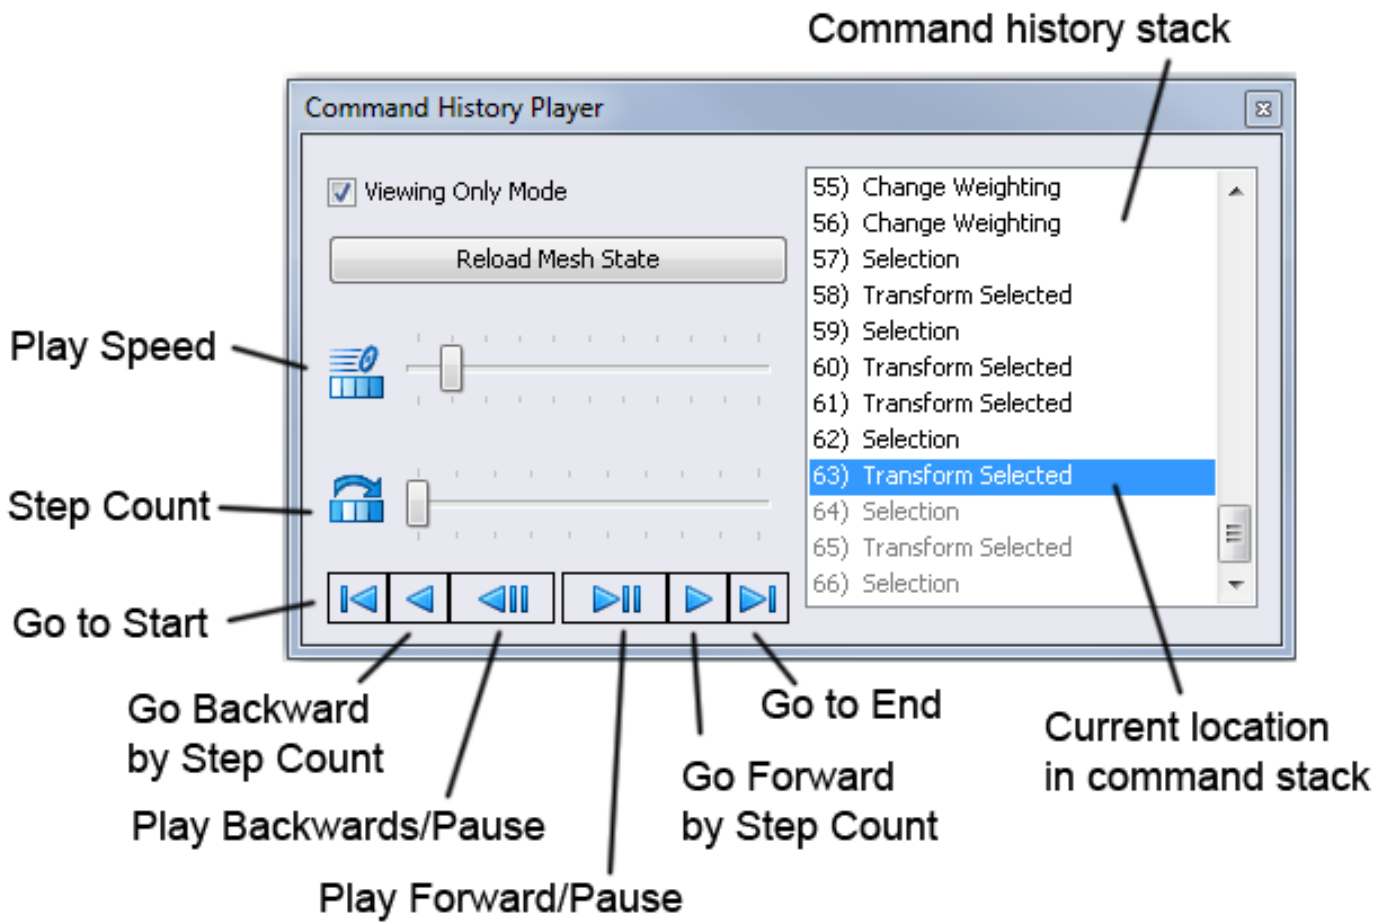 Command history stack
Command History Player
Viewing Only Mode
Reload Mesh State
Play Speed
Step Count
Go to Start
55) Change Weighting
56) Change Weighting
57) Selection
58) Transform Selected
59) Selection
60) Transform Selected
61) Transform Selected
62) Selection
63) Transform Selected
64) Selection
65) Transform Selected
66) Selection
Go Backward
by Step Count
Play Backwards/Pause
Play Forward/Pause
Go Forward
by Step Count
Go to End
Current location
in command stack